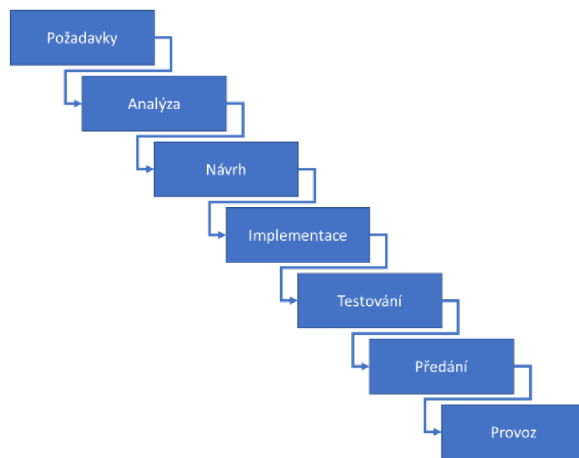 Požadavky
Analýza
Návrh
Implementace
Testování
Předání
Provoz